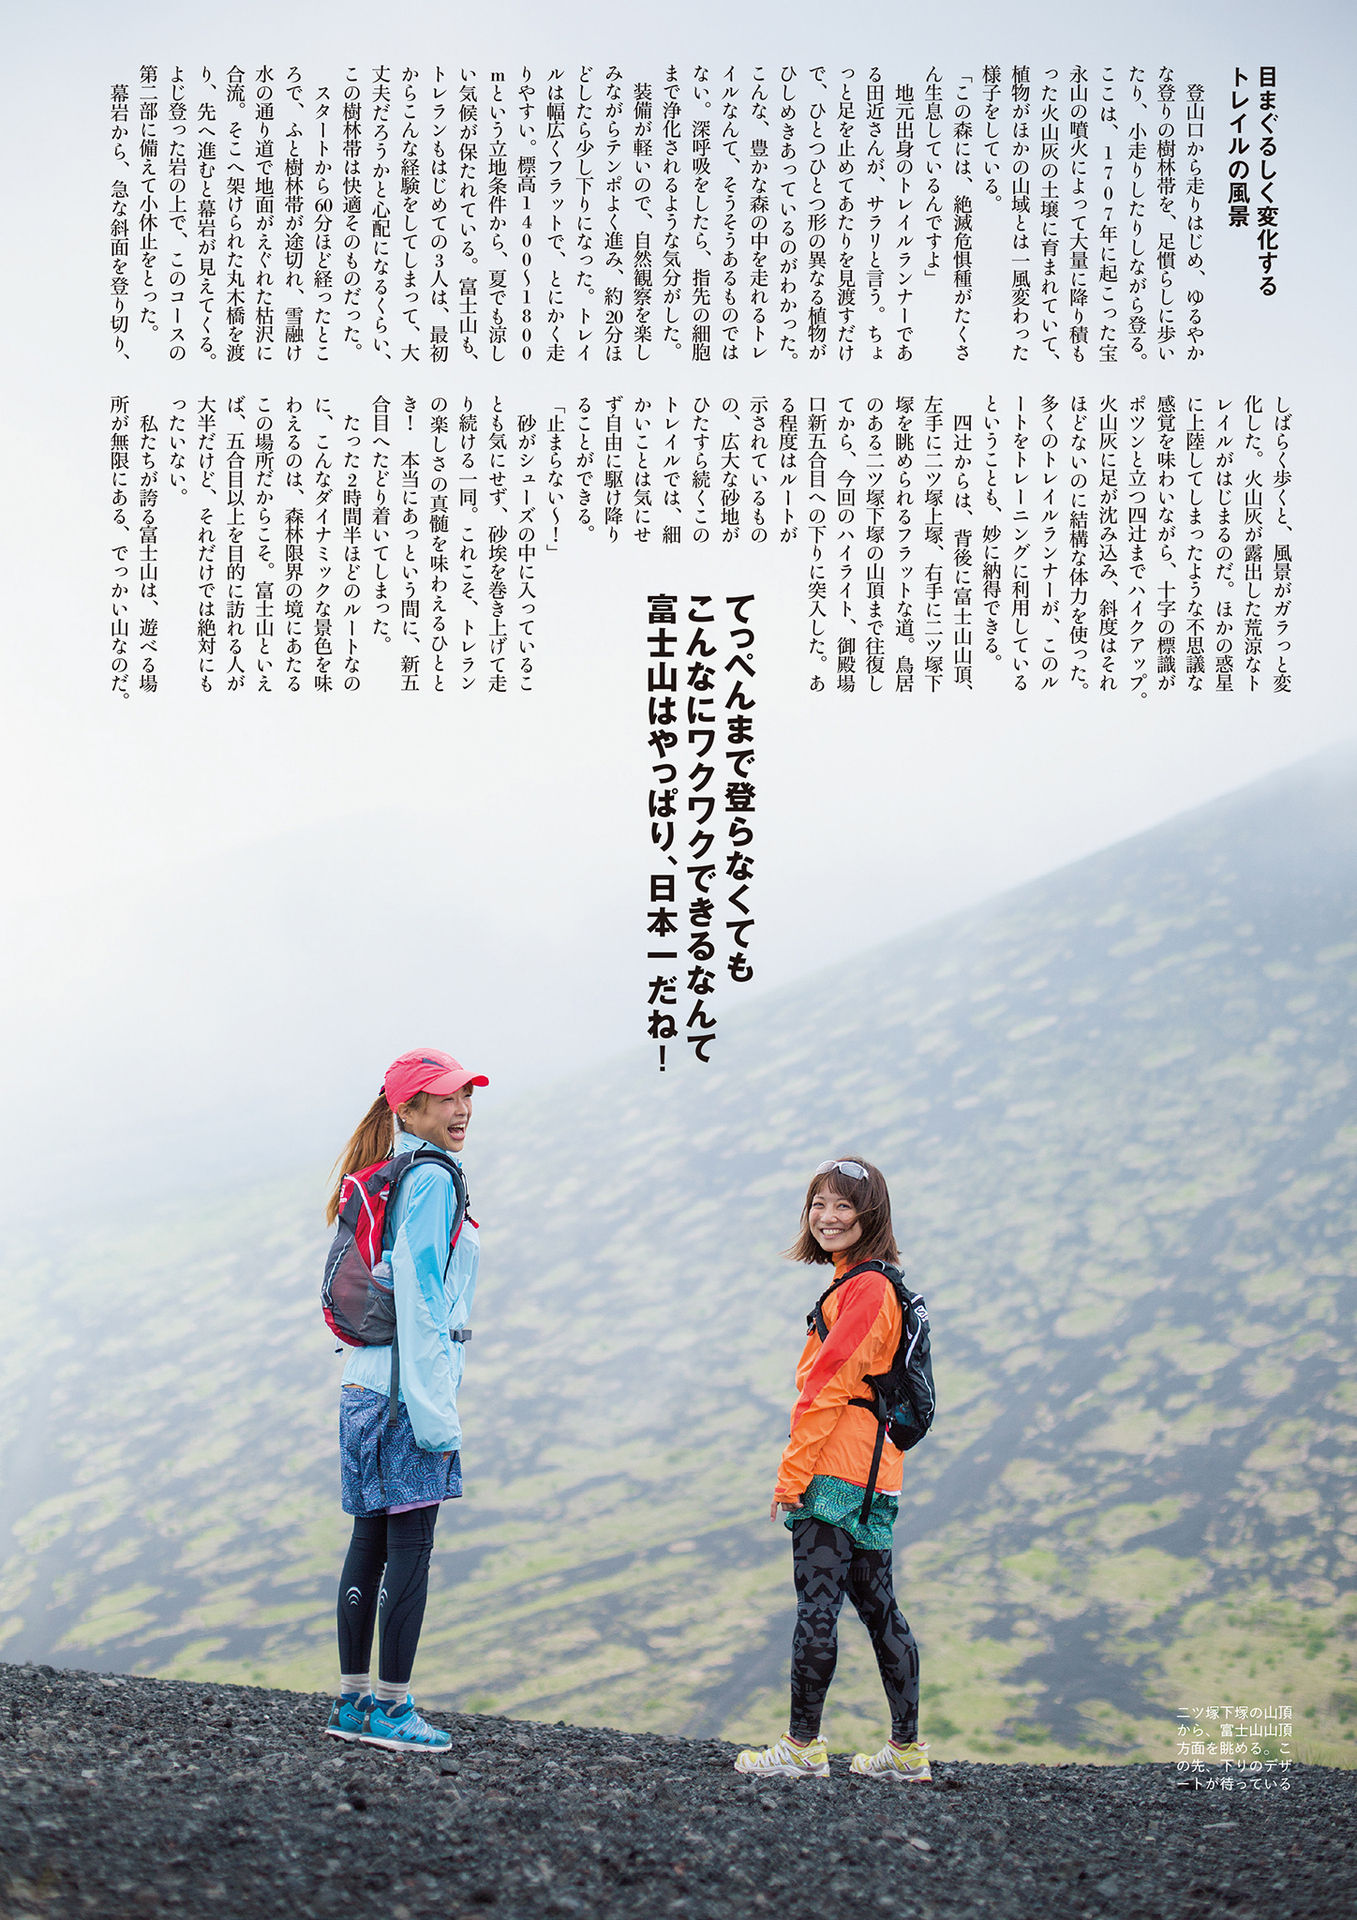 目まぐるしく変化する
トレイルの風景
登山口から走りはじめ、ゆるやか
な登りの樹林帯を、足慣らしに歩い
たり、小走りしたりしながら登る。
ここは、1707年に起こった宝
永山の噴火によって大量に降り積も
った火山灰の土壌に育まれていて、
植物がほかの山域とは一風変わった
様子をしている。
「この森には、絶滅危惧種がたくさ
ん生息しているんですよ」
地元出身のトレイルランナーであ
る田近さんが、サラリと言う。ちょ
っと足を止めてあたりを見渡すだけ
で、ひとつひとつ形の異なる植物が
ひしめきあっているのがわかった。
こんな、豊かな森の中を走れるトレ
イルなんて、そうそうあるものでは
ない。深呼吸をしたら、指先の細胞
まで浄化されるような気分がした。
装備が軽いので、自然観察を楽し
みながらテンポよく進み、約20分ほ
どしたら少し下りになった。トレイ
ルは幅広くフラットで、とにかく走
りやすい。標高1400〜1800
mという立地条件から、夏でも涼し
い気候が保たれている。富士山も、
トレランもはじめての3人は、最初
からこんな経験をしてしまって、大
丈夫だろうかと心配になるくらい、
この樹林帯は快適そのものだった。
スタートから60分ほど経ったとこ
ろで、ふと樹林帯が途切れ、雪融け
水の通り道で地面がえぐれた枯沢に
合流。そこへ架けられた丸木橋を渡
り、先へ進むと幕岩が見えてくる。
よじ登った岩の上で、このコースの
第二部に備えて小休止をとった。
幕岩から、急な斜面を登り切り、
しばらく歩くと、風景がガラっと変
化した。火山灰が露出した荒涼なト
レイルがはじまるのだ。ほかの惑星
に上陸してしまったような不思議な
感覚を味わいながら、十字の標識が
ポツンと立つ四辻までハイクアップ。
火山灰に足が沈み込み、斜度はそれ
ほどないのに結構な体力を使った。
多くのトレイルランナーが、このル
ートをトレーニングに利用している
ということも、妙に納得できる。
四辻からは、背後に富士山山頂、
左手に二ツ塚上塚、右手に二ツ塚下
塚を眺められるフラットな道。鳥居
のある二ツ塚下塚の山頂まで往復し
てから、今回のハイライト、御殿場
口新五合目への下りに突入した。あ
る程度はルートが
示されているもの
の、広大な砂地が
ひたすら続くこの
トレイルでは、細
かいことは気にせ
ず自由に駆け降り
ることができる。
「止まらない〜！」
砂がシューズの中に入っているこ
とも気にせず、砂埃を巻き上げて走
り続ける一同。これこそ、トレラン
の楽しさの真髄を味わえるひとと
き！　本当にあっという間に、新五
合目へたどり着いてしまった。
たった2時間半ほどのルートなの
に、こんなダイナミックな景色を味
わえるのは、森林限界の境にあたる
この場所だからこそ。富士山といえ
ば、五合目以上を目的に訪れる人が
大半だけど、それだけでは絶対にも
ったいない。
私たちが誇る富士山は、遊べる場
所が無限にある、でっかい山なのだ。
てっぺんまで登らなくても
こんなにワクワクできるなんて
富士山はやっぱり、日本一だね！
二ツ塚下塚の山頂
から、富士山山頂
方面を眺める。こ
の先、下りのデザ
ートが待っている